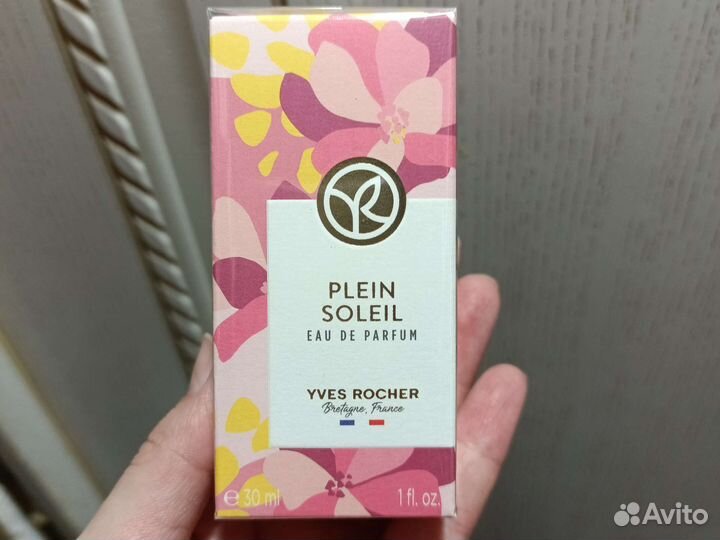 PLEIN
SOLEIL
EAU DE PARFUM
YVES ROCHER
Bretagne, France
℮ 30 ml 1 fl. oz.
Avito